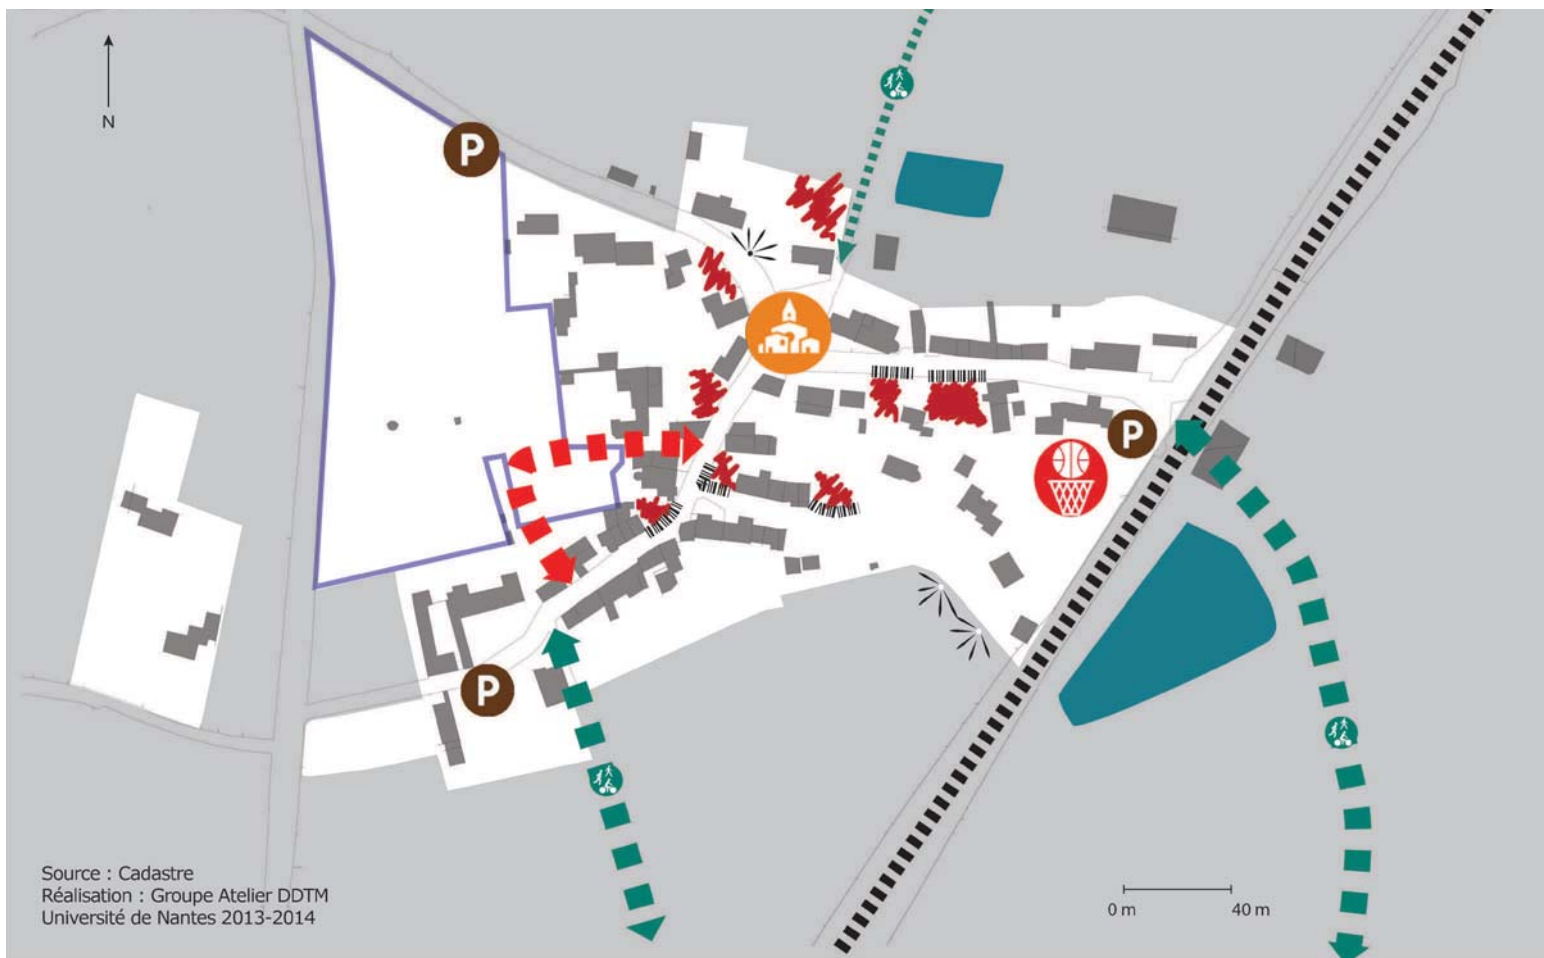 N
P
P
P
Source : Cadastre
Réalisation : Groupe Atelier DDTM
Université de Nantes 2013-2014
0 m 40 m